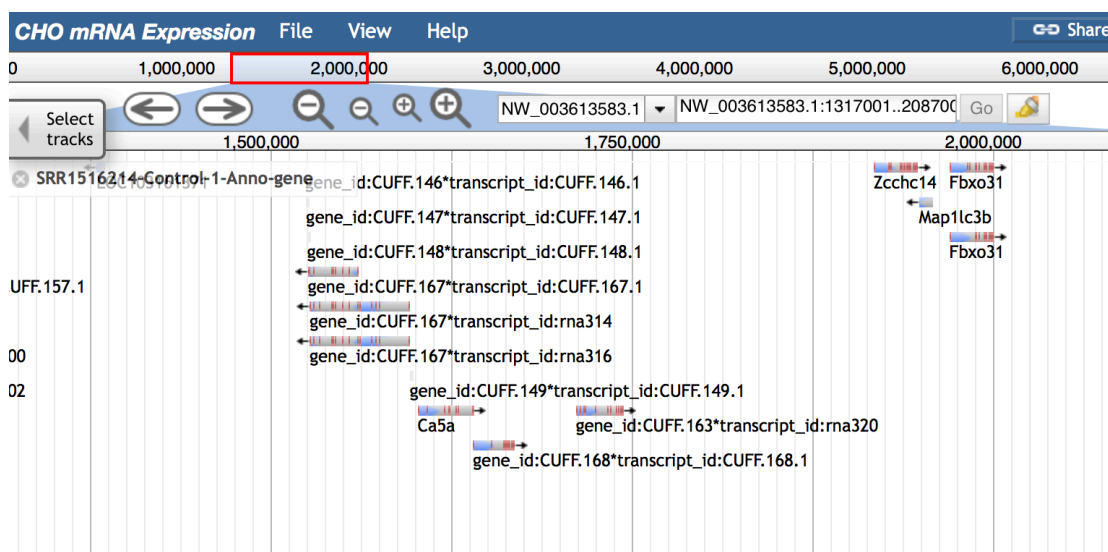 CHO mRNA Expression File View Help Share
0 1,000,000 2,000,000 3,000,000 4,000,000 5,000,000 6,000,000
Select tracks
NW_003613583.1 NW_003613583.1:1317001..20870 Go
1,500,000 1,750,000 2,000,000
SRR1516214-Control-1-Anno-gene
gene_id:CUFF.146*transcript_id:CUFF.146.1
Zcchc14 Fbxo31
gene_id:CUFF.147*transcript_id:CUFF.147.1
Map1lc3b
gene_id:CUFF.148*transcript_id:CUFF.148.1
Fbxo31
UFF.157.1
gene_id:CUFF.167*transcript_id:CUFF.167.1
gene_id:CUFF.167*transcript_id:rna314
00
gene_id:CUFF.167*transcript_id:rna316
02
gene_id:CUFF.149*transcript_id:CUFF.149.1
Ca5a
gene_id:CUFF.163*transcript_id:rna320
gene_id:CUFF.168*transcript_id:CUFF.168.1